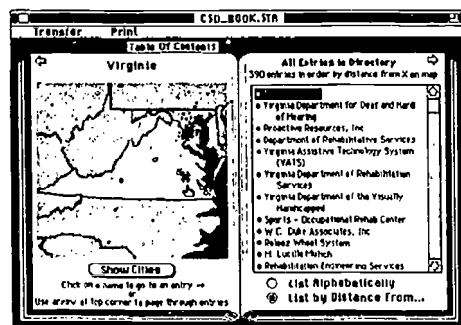 CSD_BOOK.STR
Transfer Print
Table Of Contents
Virginia
Show Cities
Click on a name to go to an entry →
or
Use arrow at top corner to page through entries
All Entries in Directory
390 entries in order by distance from X on map
• Virginia Department for Deaf and Hard
of Hearing
• Proactive Resources, Inc
• Department of Rehabilitative Services
• Virginia Assistive Technology System
(VATS)
• Virginia Department of Rehabilitation
Services
• Virginia Department of the Visually
Handicapped
• Sports - Occupational Rehab Center
• W.C. Duke Associates, Inc
• Wheel System
• H. Lucille
• Rehabilitation Engineering Services
List Alphabetically
List by Distance From...